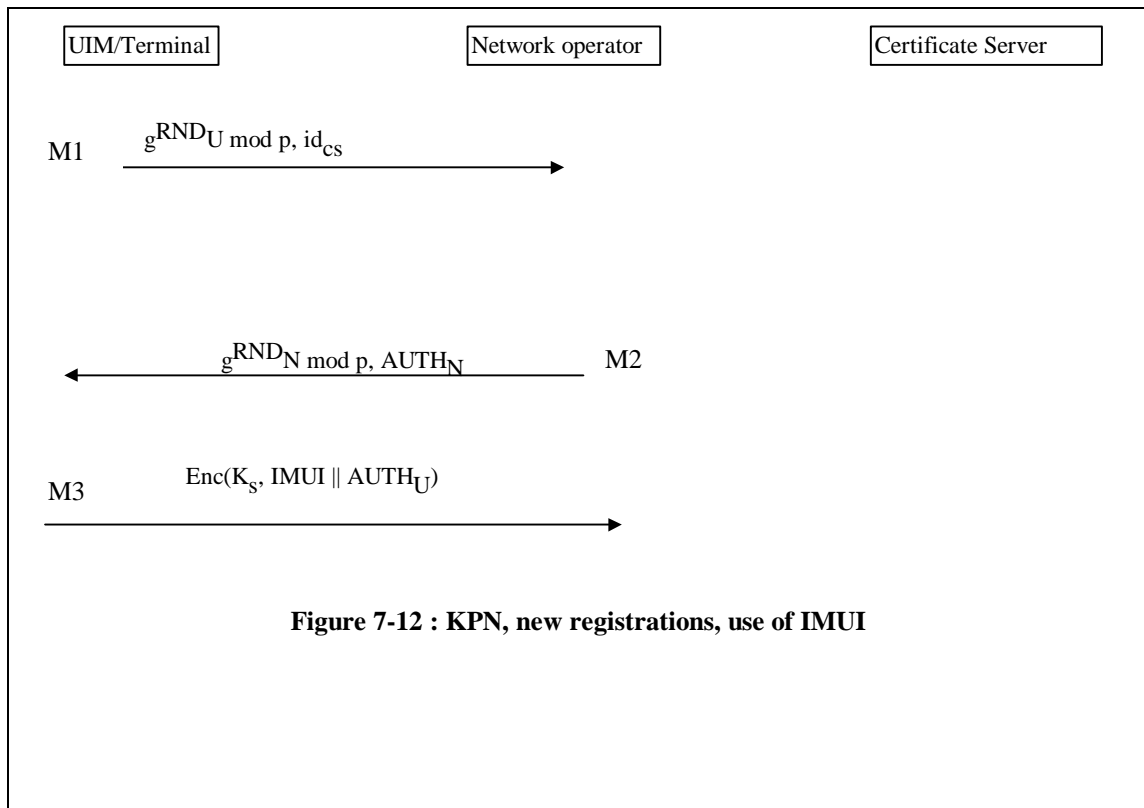 UIM/Terminal
Network operator
Certificate Server
M1
g^RND_U mod p, id_cs
g^RND_N mod p, AUTH_N
M2
Enc(K_s, IMUI || AUTH_U)
M3
Figure 7-12 : KPN, new registrations, use of IMUI